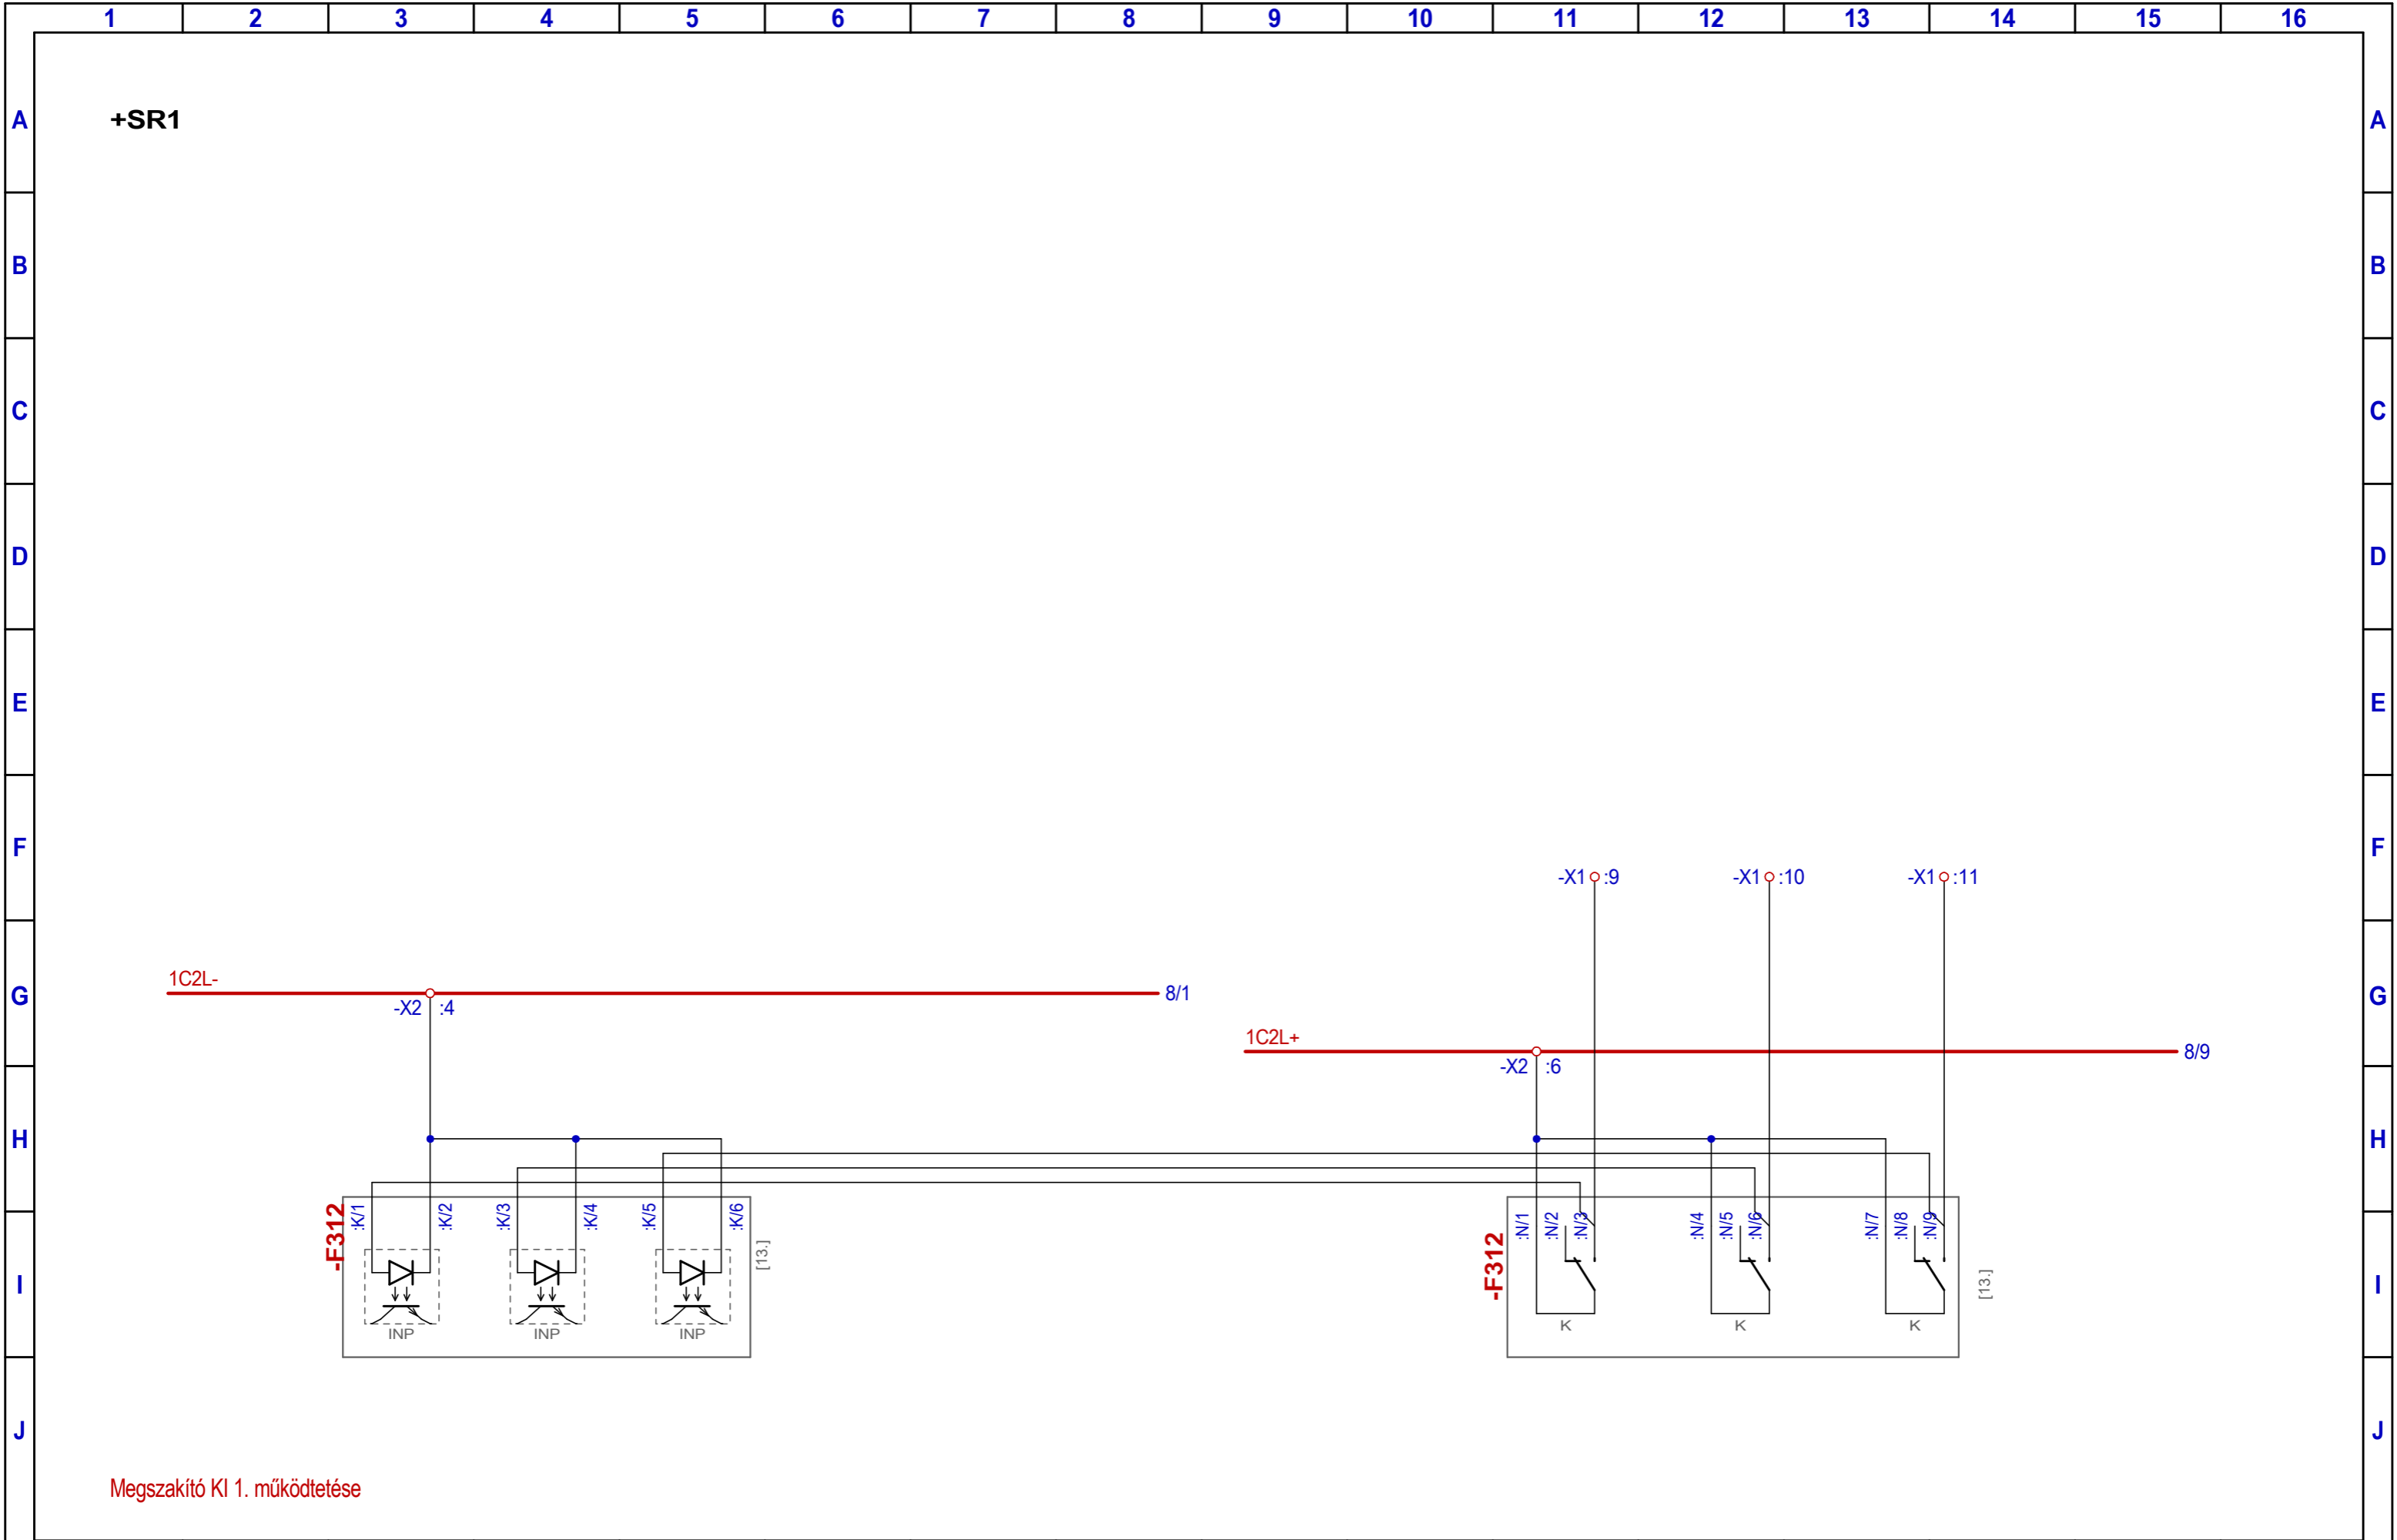 1 2 3 4 5 6 7 8 9 10 11 12 13 14 15 16
A +SR1 A
B B
C C
D D
E E
F F
-X1 :9 -X1 :10 -X1 :11
1C2L-
G 8/1 G
-X2 :4
1C2L+
8/9
-X2 :6
H H
-F312 :K/1 :K/2 :K/3 :K/4 :K/5 :K/6 [13.]
-F312 :N/1 :N/2 :N/3 :N/4 :N/5 :N/6 :N/7 :N/8 :N/9 [13.]
I I
INP INP INP
K K K
J J
Megszakító KI 1. működtetése